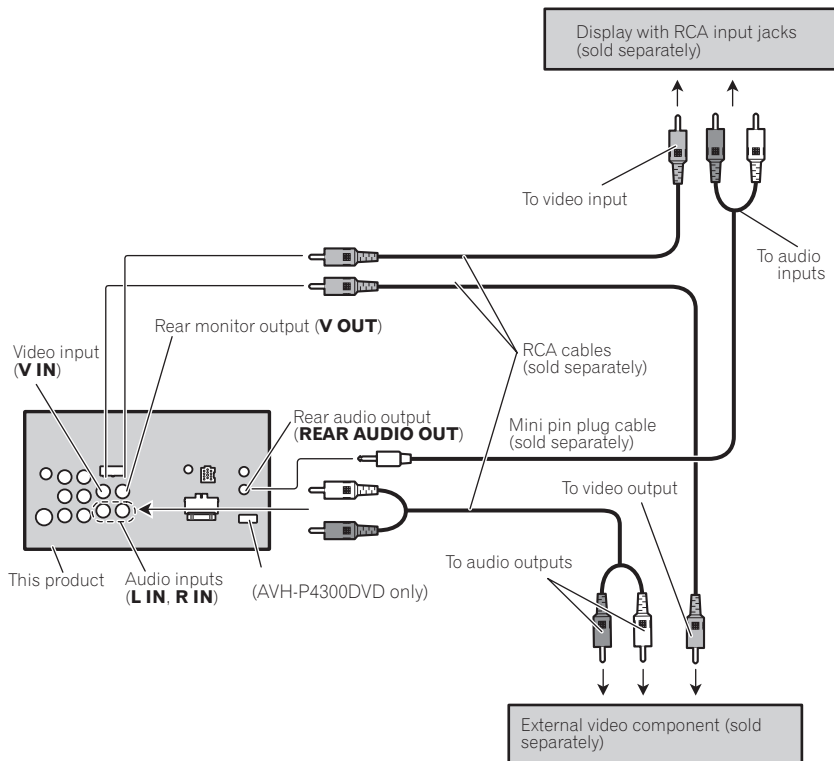 Display with RCA input jacks
(sold separately)
To video input
To audio
inputs
Rear monitor output (V OUT)
Video input
(V IN)
RCA cables
(sold separately)
Rear audio output
(REAR AUDIO OUT)
Mini pin plug cable
(sold separately)
To video output
To audio outputs
This product
Audio inputs
(L IN, R IN)
(AVH-P4300DVD only)
External video component (sold
separately)